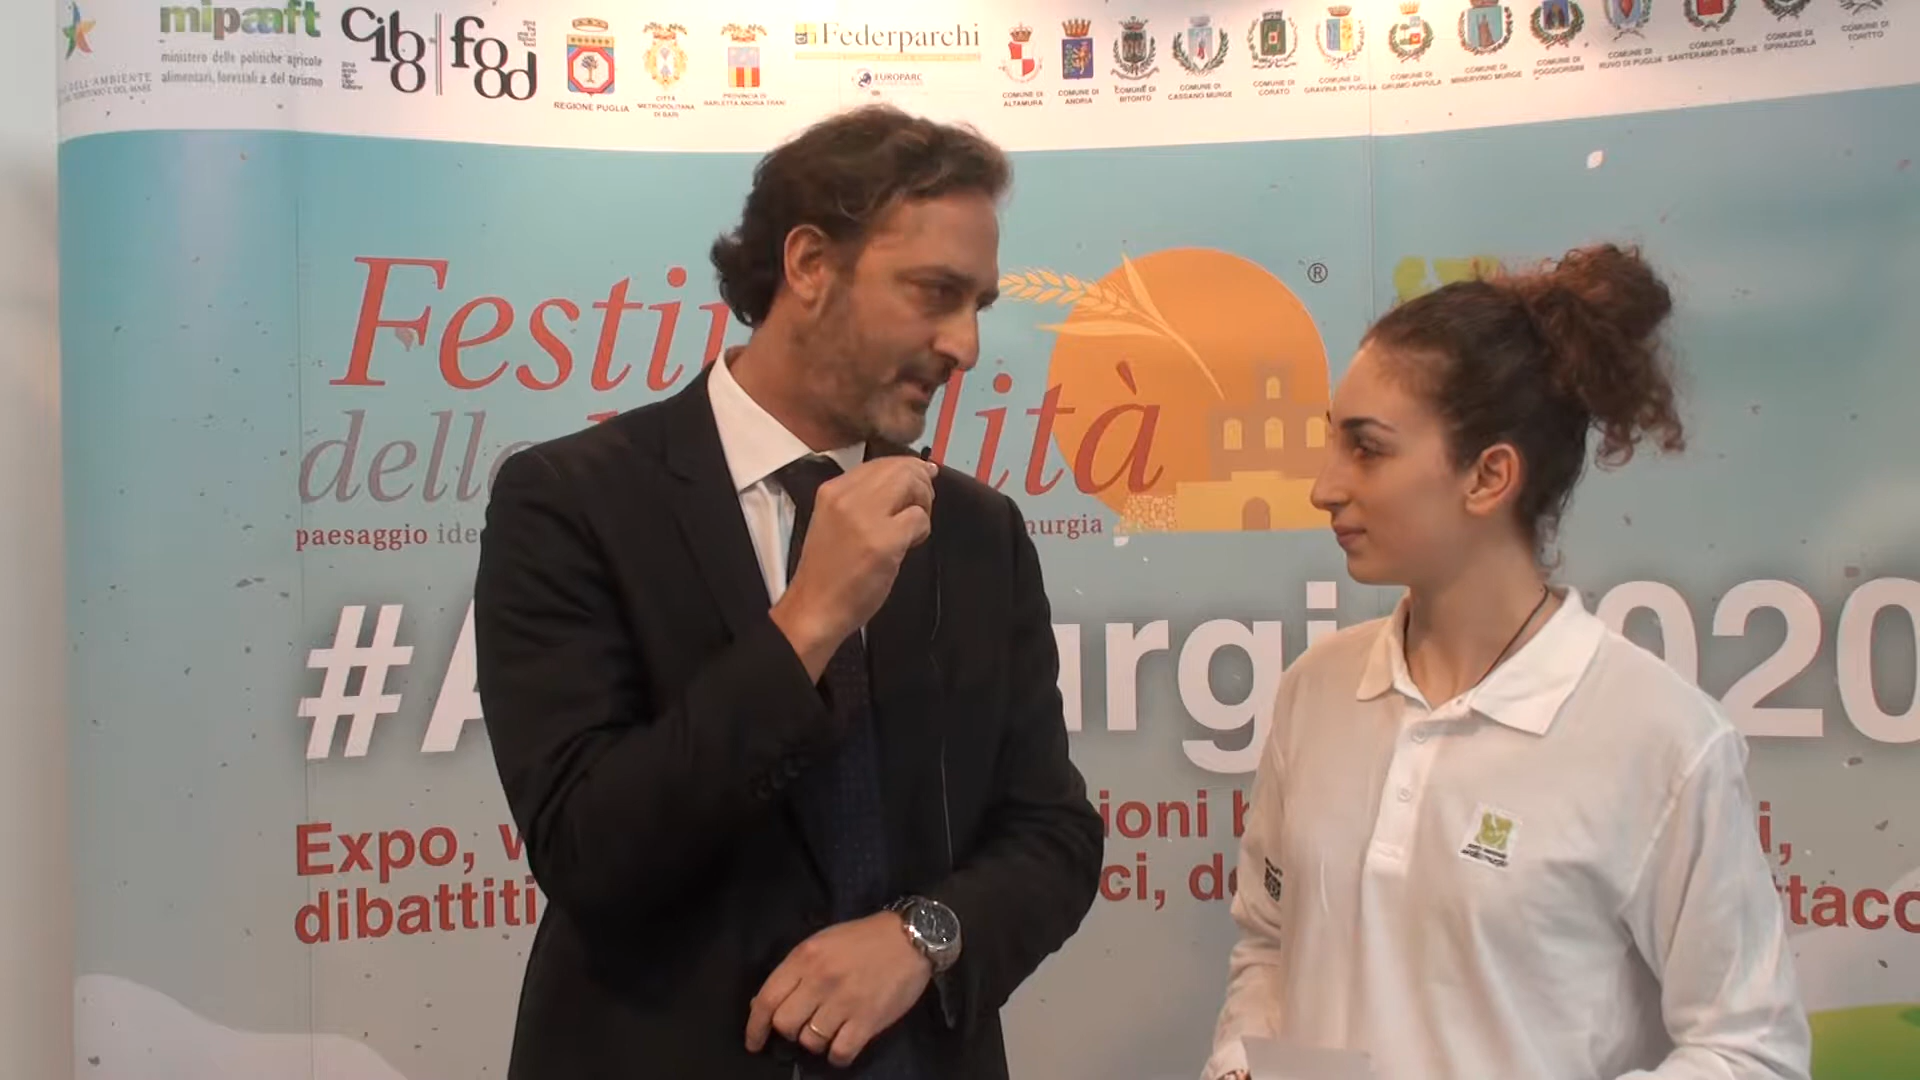 DELL'AMBIENTE
mipaaft
ministero delle politiche agricole
alimentari, forestali e del turismo
cibo food
REGIONE PUGLIA
CITTÀ
METROPOLITANA
DI BARI
PROVINCIA DI
BARLETTA ANDRIA TRANI
Federparchi
EUROPARC
COMUNE DI
ALTAMURA
COMUNE DI
ANDRIA
COMUNE DI
BITONTO
COMUNE DI
CASSANO MURGE
COMUNE DI
CORATO
COMUNE DI
GRAVINA IN PUGLIA
COMUNE DI
GRUMO APPULA
COMUNE DI
MINERVINO MURGE
COMUNE DI
POGGIORSINI
COMUNE DI
RUVO DI PUGLIA
COMUNE DI
SANTERAMO IN COLLE
COMUNE DI
SPINAZZOLA
COMUNE DI
TORITTO
Festi
®
della lità
paesaggio ide murgia
#A urgi 020
Expo, w ioni b i,
dibattiti ci, de ttaco